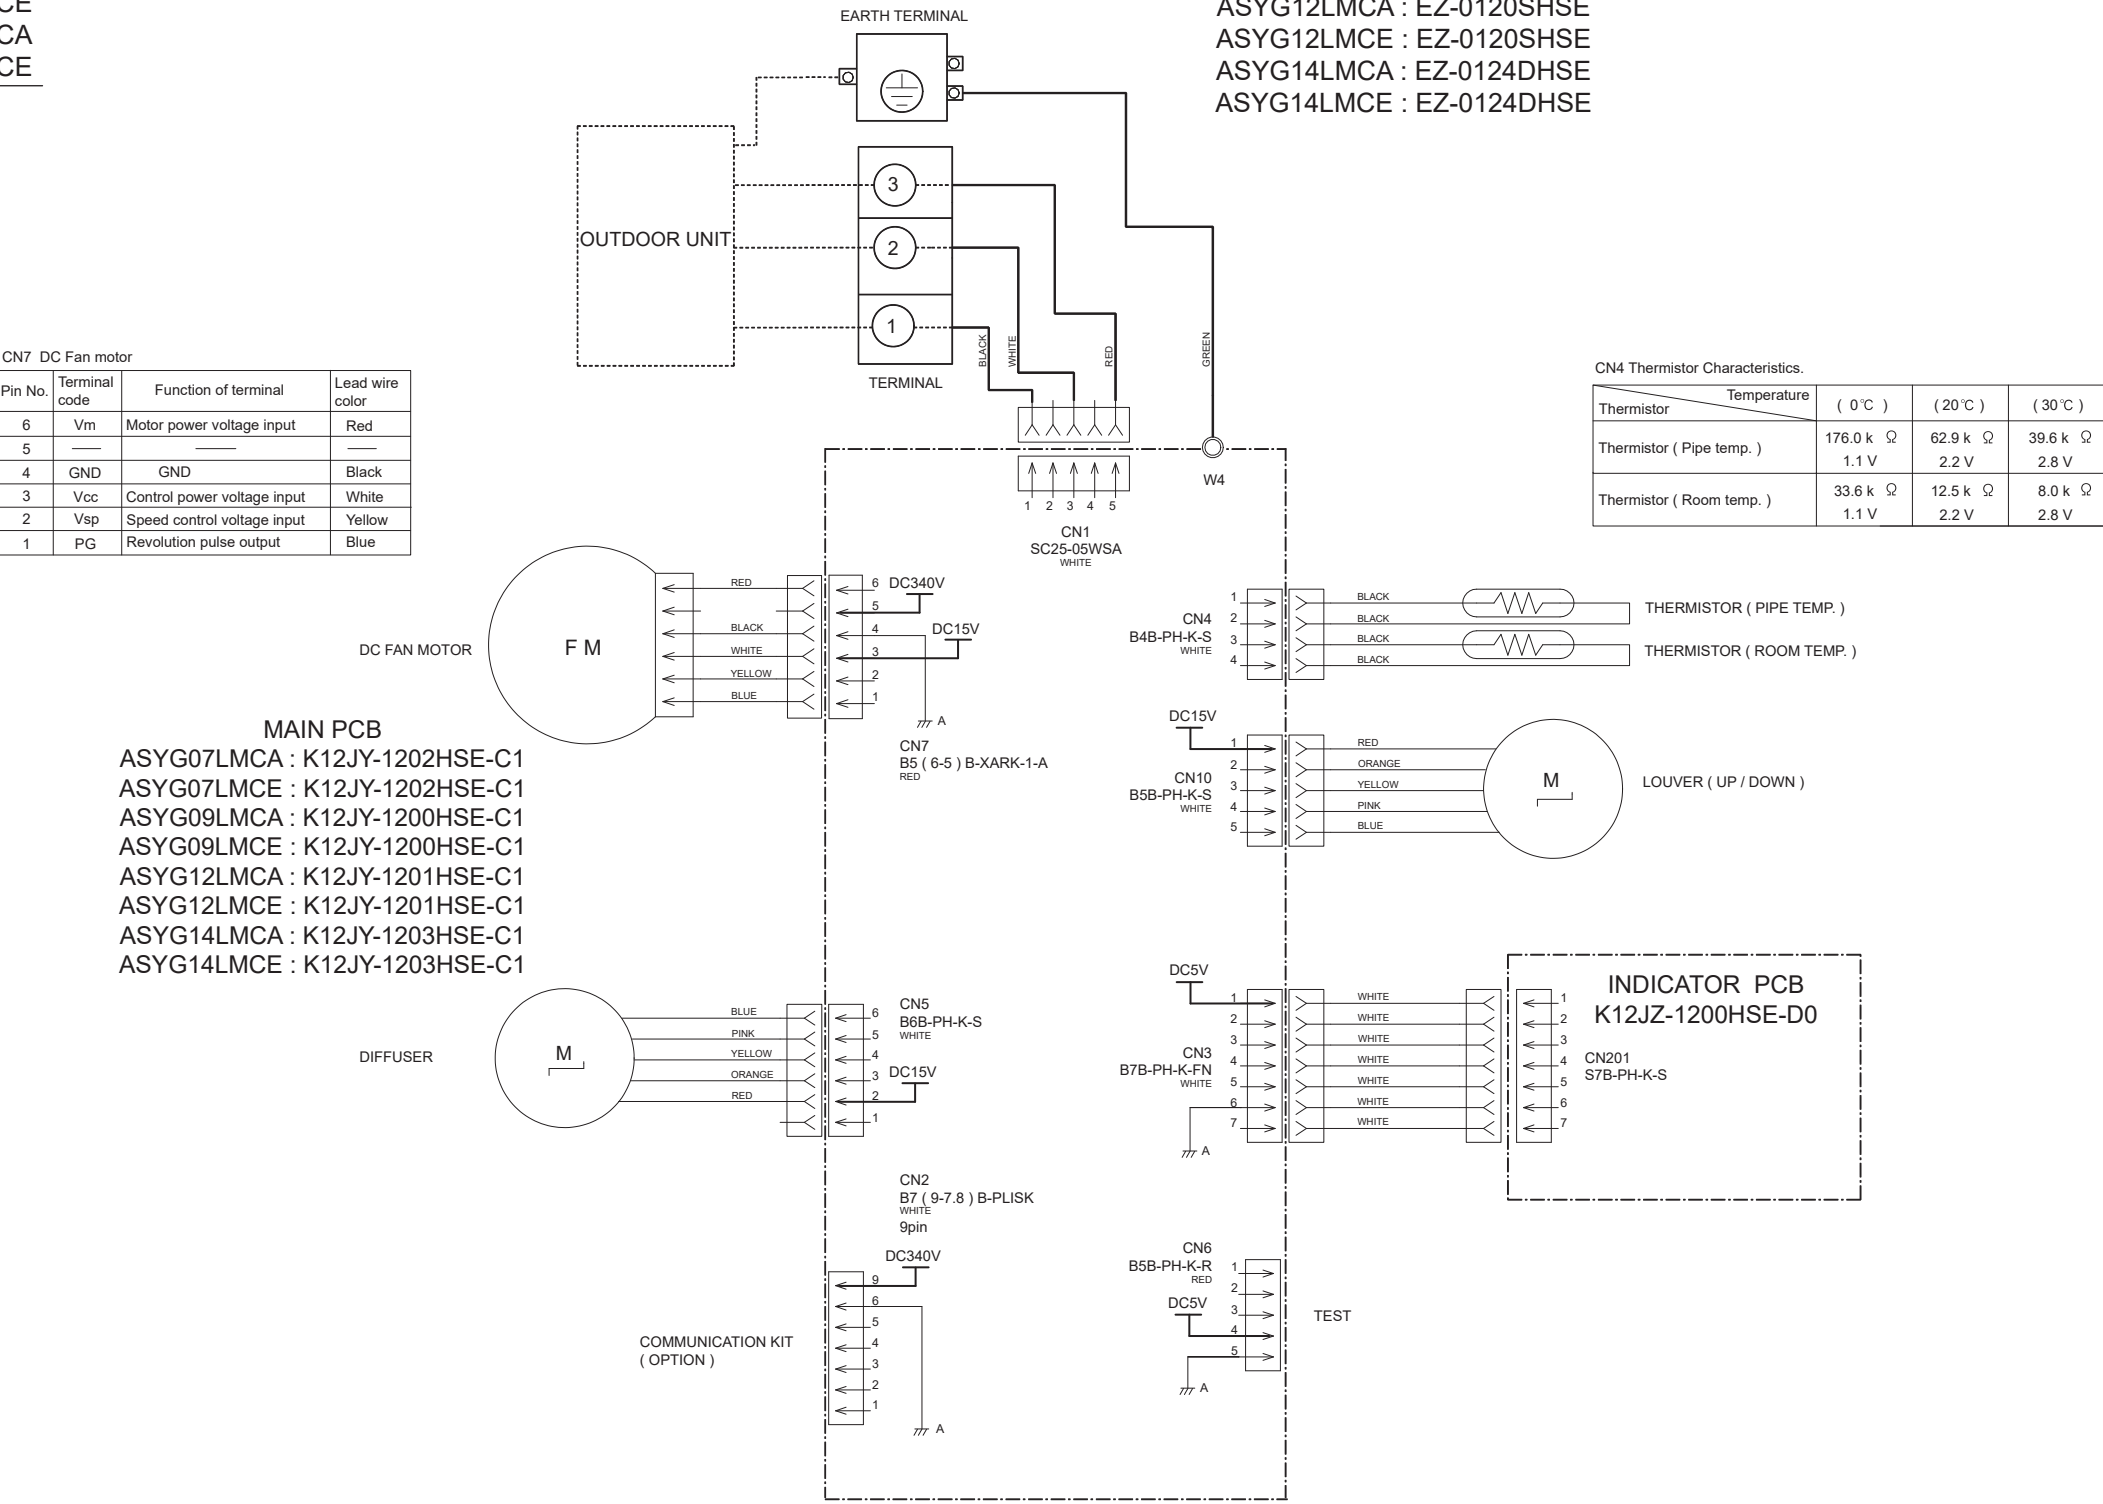 CE
CA
CE
EARTH TERMINAL
ASYG12LMCA : EZ-0120SHSE
ASYG12LMCE : EZ-0120SHSE
ASYG14LMCA : EZ-0124DHSE
ASYG14LMCE : EZ-0124DHSE
OUTDOOR UNIT
3
2
1
TERMINAL
BLACK
WHITE
RED
GREEN
W4
1 2 3 4 5
CN1
SC25-05WSA
WHITE
CN7 DC Fan motor
Pin No. Terminal code Function of terminal Lead wire color
6 Vm Motor power voltage input Red
5 —— —— ——
4 GND GND Black
3 Vcc Control power voltage input White
2 Vsp Speed control voltage input Yellow
1 PG Revolution pulse output Blue
CN4 Thermistor Characteristics.
Temperature
Thermistor ( 0℃ ) ( 20℃ ) ( 30℃ )
Thermistor ( Pipe temp. ) 176.0 k Ω 62.9 k Ω 39.6 k Ω
1.1 V 2.2 V 2.8 V
Thermistor ( Room temp. ) 33.6 k Ω 12.5 k Ω 8.0 k Ω
1.1 V 2.2 V 2.8 V
DC FAN MOTOR
F M
RED
BLACK
WHITE
YELLOW
BLUE
6
5
4
3
2
1
DC340V
DC15V
A
CN7
B5 ( 6-5 ) B-XARK-1-A
RED
CN4
B4B-PH-K-S
WHITE
1
2
3
4
BLACK
BLACK
BLACK
BLACK
THERMISTOR ( PIPE TEMP. )
THERMISTOR ( ROOM TEMP. )
MAIN PCB
ASYG07LMCA : K12JY-1202HSE-C1
ASYG07LMCE : K12JY-1202HSE-C1
ASYG09LMCA : K12JY-1200HSE-C1
ASYG09LMCE : K12JY-1200HSE-C1
ASYG12LMCA : K12JY-1201HSE-C1
ASYG12LMCE : K12JY-1201HSE-C1
ASYG14LMCA : K12JY-1203HSE-C1
ASYG14LMCE : K12JY-1203HSE-C1
DC15V
CN10
B5B-PH-K-S
WHITE
1
2
3
4
5
RED
ORANGE
YELLOW
PINK
BLUE
M
LOUVER ( UP / DOWN )
DIFFUSER
M
BLUE
PINK
YELLOW
ORANGE
RED
6
5
4
3
2
1
CN5
B6B-PH-K-S
WHITE
DC15V
DC5V
CN3
B7B-PH-K-FN
WHITE
1
2
3
4
5
6
7
A
WHITE
WHITE
WHITE
WHITE
WHITE
WHITE
WHITE
1
2
3
4
5
6
7
INDICATOR PCB
K12JZ-1200HSE-D0
CN201
S7B-PH-K-S
CN2
B7 ( 9-7.8 ) B-PLISK
WHITE
9pin
DC340V
9
6
5
4
3
2
1
A
COMMUNICATION KIT
( OPTION )
CN6
B5B-PH-K-R
RED
DC5V
1
2
3
4
5
A
TEST